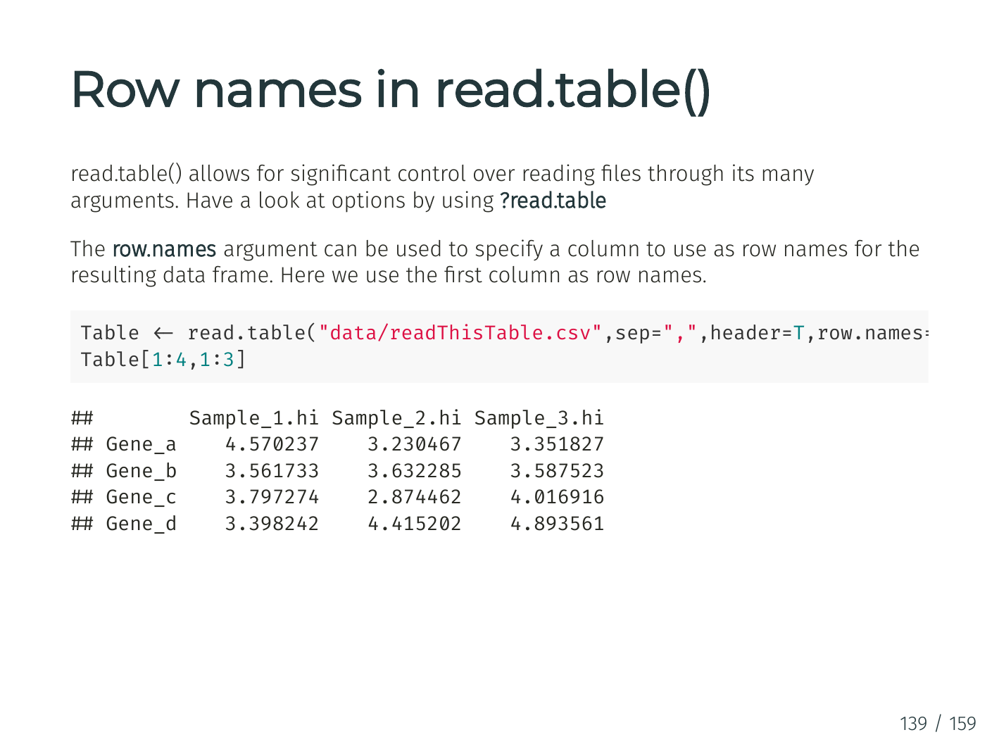 Row names in read.table()
read.table() allows for significant control over reading files through its many
arguments. Have a look at options by using ?read.table
The row.names argument can be used to specify a column to use as row names for the
resulting data frame. Here we use the first column as row names.
Table <- read.table("data/readThisTable.csv",sep=",",header=T,row.names=
Table[1:4,1:3]
##        Sample_1.hi Sample_2.hi Sample_3.hi
## Gene_a    4.570237    3.230467    3.351827
## Gene_b    3.561733    3.632285    3.587523
## Gene_c    3.797274    2.874462    4.016916
## Gene_d    3.398242    4.415202    4.893561
139 / 159